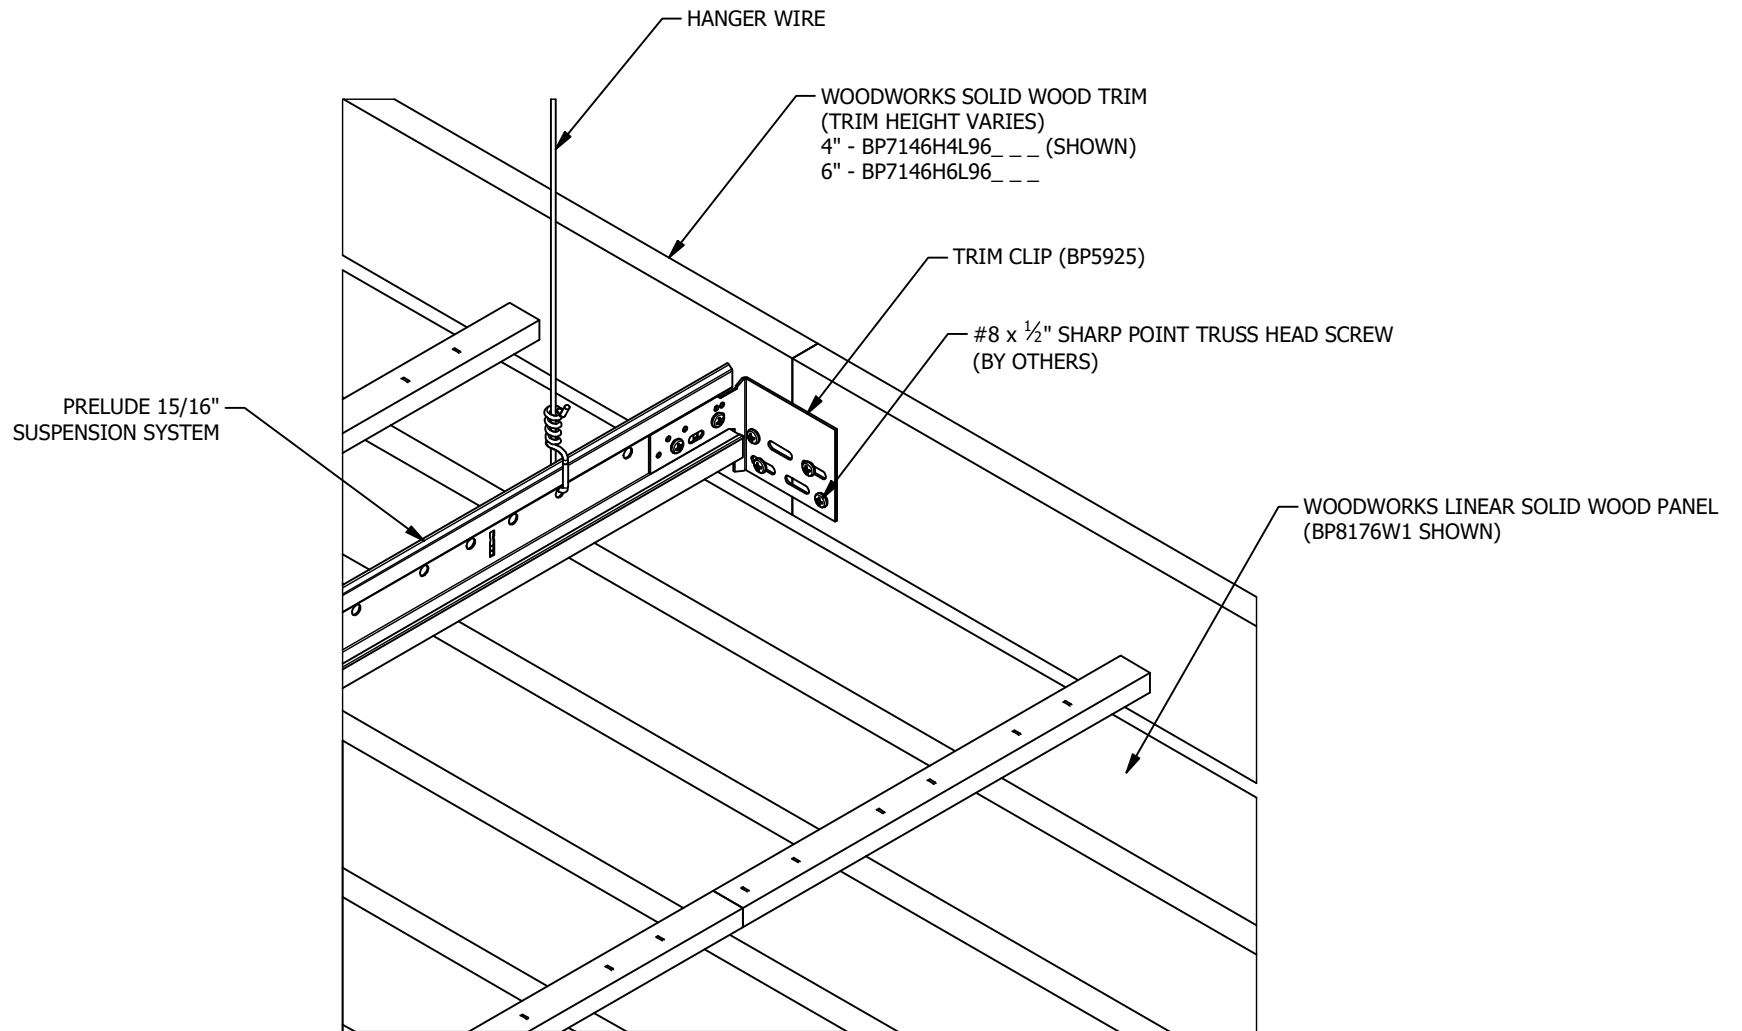 HANGER WIRE
WOODWORKS SOLID WOOD TRIM
(TRIM HEIGHT VARIES)
4" - BP7146H4L96_ _ _ (SHOWN)
6" - BP7146H6L96_ _ _
TRIM CLIP (BP5925)
#8 x ½" SHARP POINT TRUSS HEAD SCREW
(BY OTHERS)
PRELUDE 15/16"
SUSPENSION SYSTEM
WOODWORKS LINEAR SOLID WOOD PANEL
(BP8176W1 SHOWN)